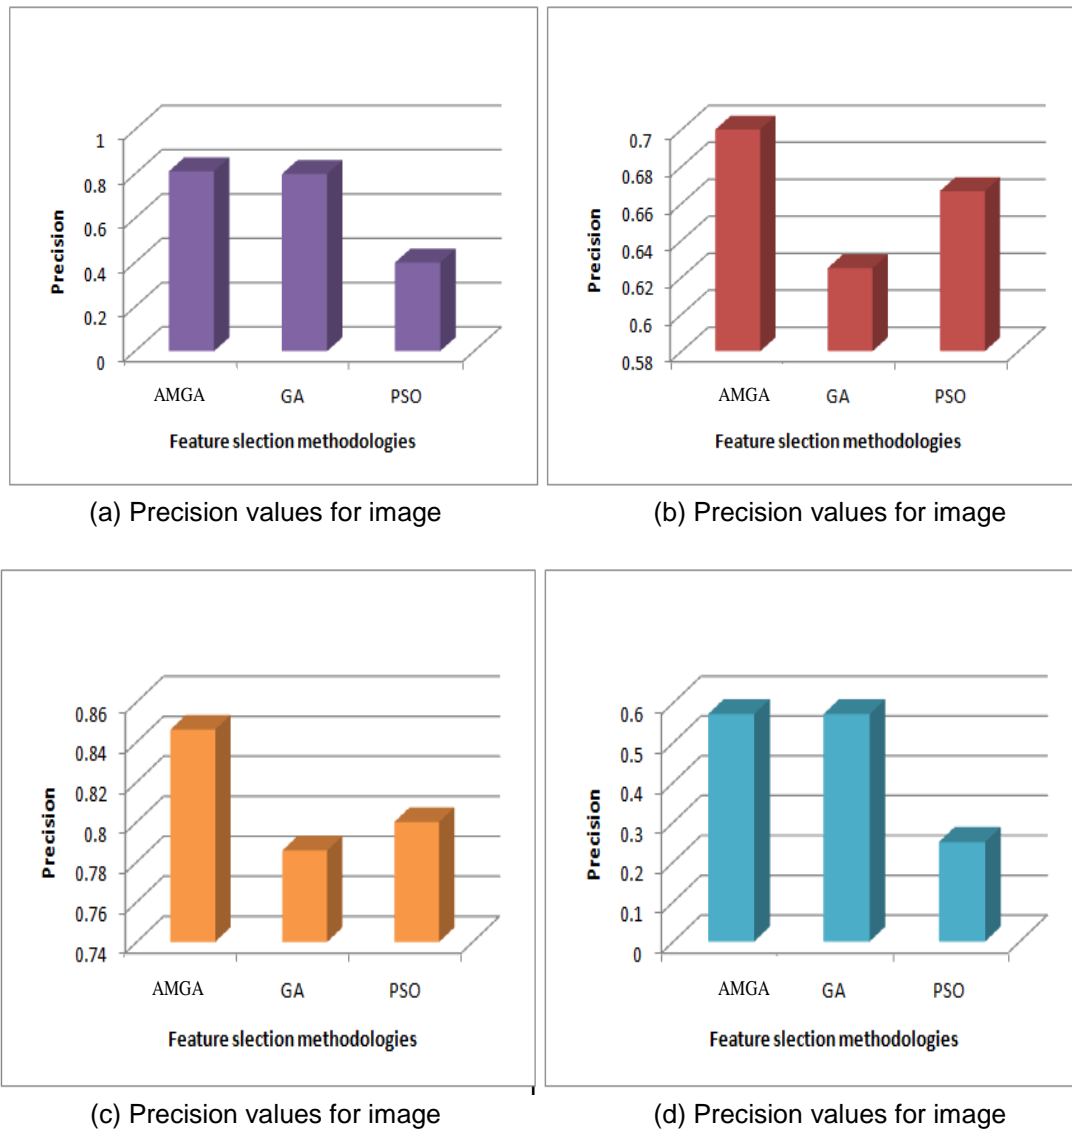 Precision
1
0.8
0.6
0.4
0.2
0
AMGA GA PSO
Feature slection methodologies
(a) Precision values for image
Precision
0.7
0.68
0.66
0.64
0.62
0.6
0.58
AMGA GA PSO
Feature slection methodologies
(b) Precision values for image
Precision
0.86
0.84
0.82
0.8
0.78
0.76
0.74
AMGA GA PSO
Feature slection methodologies
(c) Precision values for image
Precision
0.6
0.5
0.4
0.3
0.2
0.1
0
AMGA GA PSO
Feature slection methodologies
(d) Precision values for image